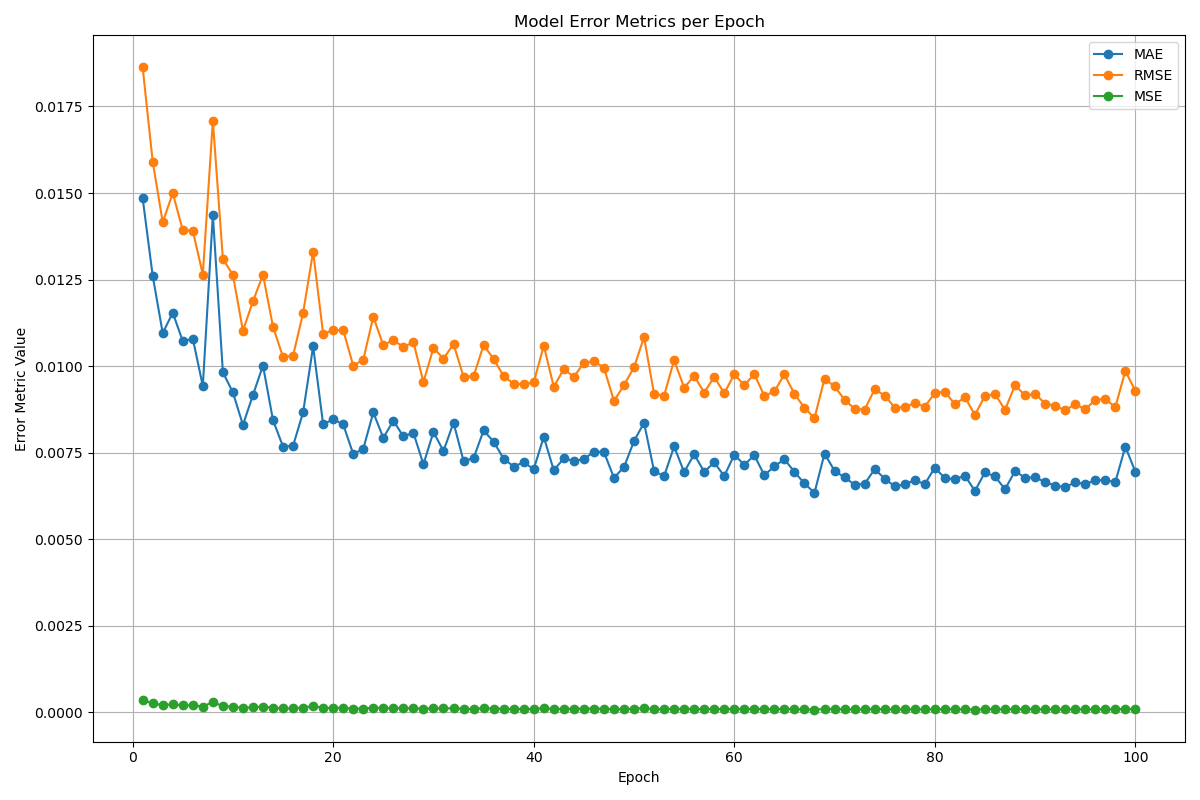 Model Error Metrics per Epoch
MAE
RMSE
MSE
Error Metric Value
0.0175
0.0150
0.0125
0.0100
0.0075
0.0050
0.0025
0.0000
0 20 40 60 80 100
Epoch